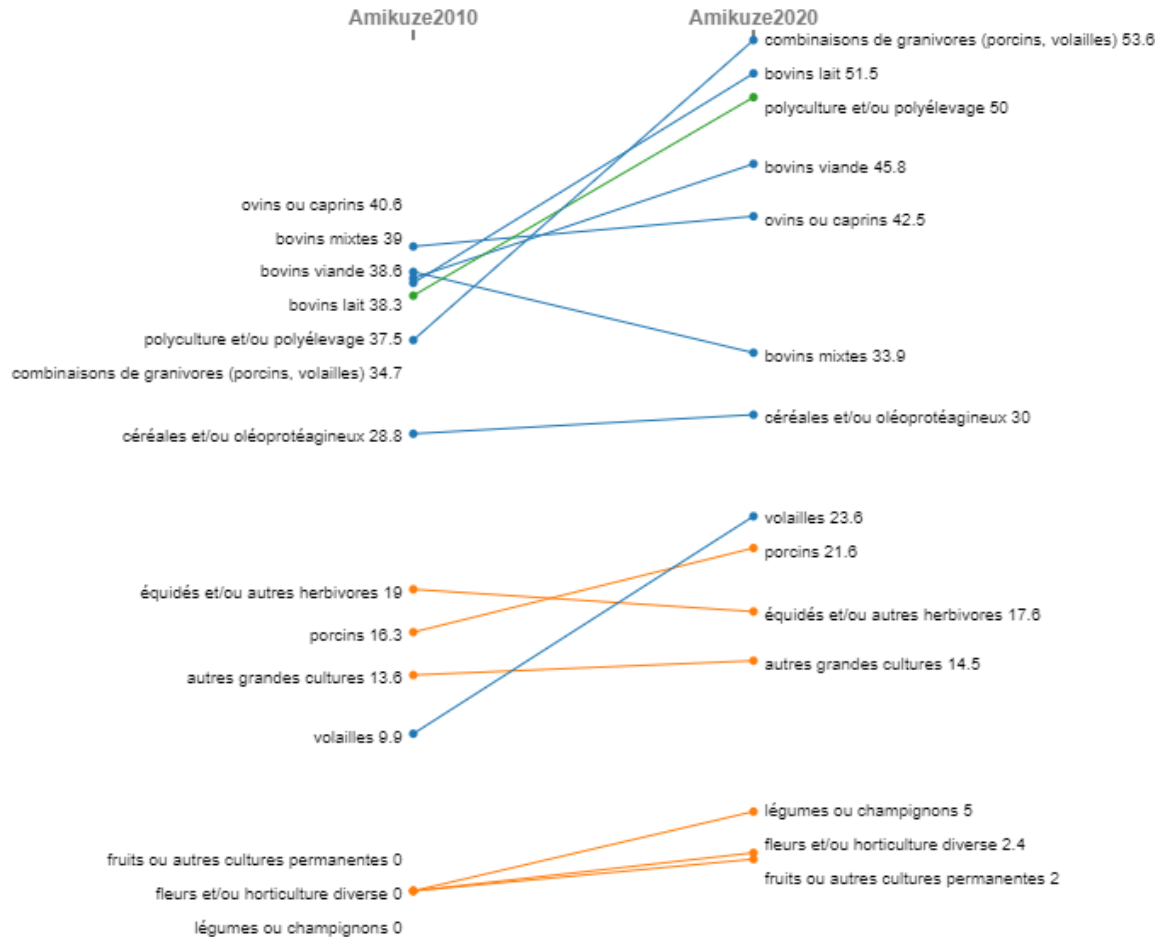 Amikuze2010
Amikuze2020
combinaisons de granivores (porcins, volailles) 53.6
bovins lait 51.5
polyculture et/ou polyélevage 50
bovins viande 45.8
ovins ou caprins 40.6
ovins ou caprins 42.5
bovins mixtes 39
bovins viande 38.6
bovins lait 38.3
polyculture et/ou polyélevage 37.5
bovins mixtes 33.9
combinaisons de granivores (porcins, volailles) 34.7
céréales et/ou oléoprotéagineux 30
céréales et/ou oléoprotéagineux 28.8
volailles 23.6
porcins 21.6
équidés et/ou autres herbivores 19
équidés et/ou autres herbivores 17.6
porcins 16.3
autres grandes cultures 14.5
autres grandes cultures 13.6
volailles 9.9
légumes ou champignons 5
fleurs et/ou horticulture diverse 2.4
fruits ou autres cultures permanentes 0
fruits ou autres cultures permanentes 2
fleurs et/ou horticulture diverse 0
légumes ou champignons 0